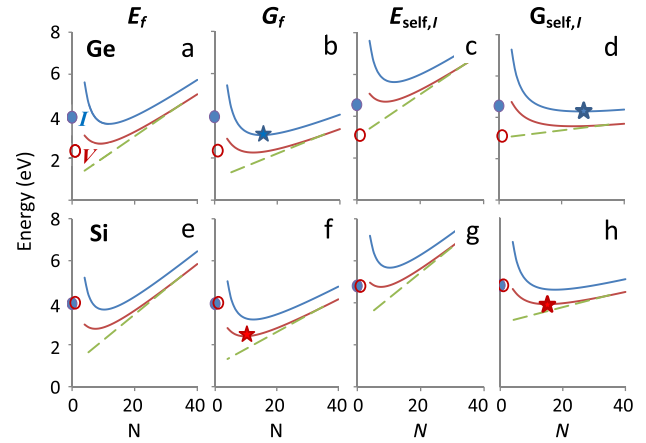 E_f G_f E_self,I G_self,I
8 Ge a b c d
6
4 I
2 V
Energy (eV)
8 Si e f g h
6
4
2
0
0 20 40 0 20 40 0 20 40 0 20 40
N N N N